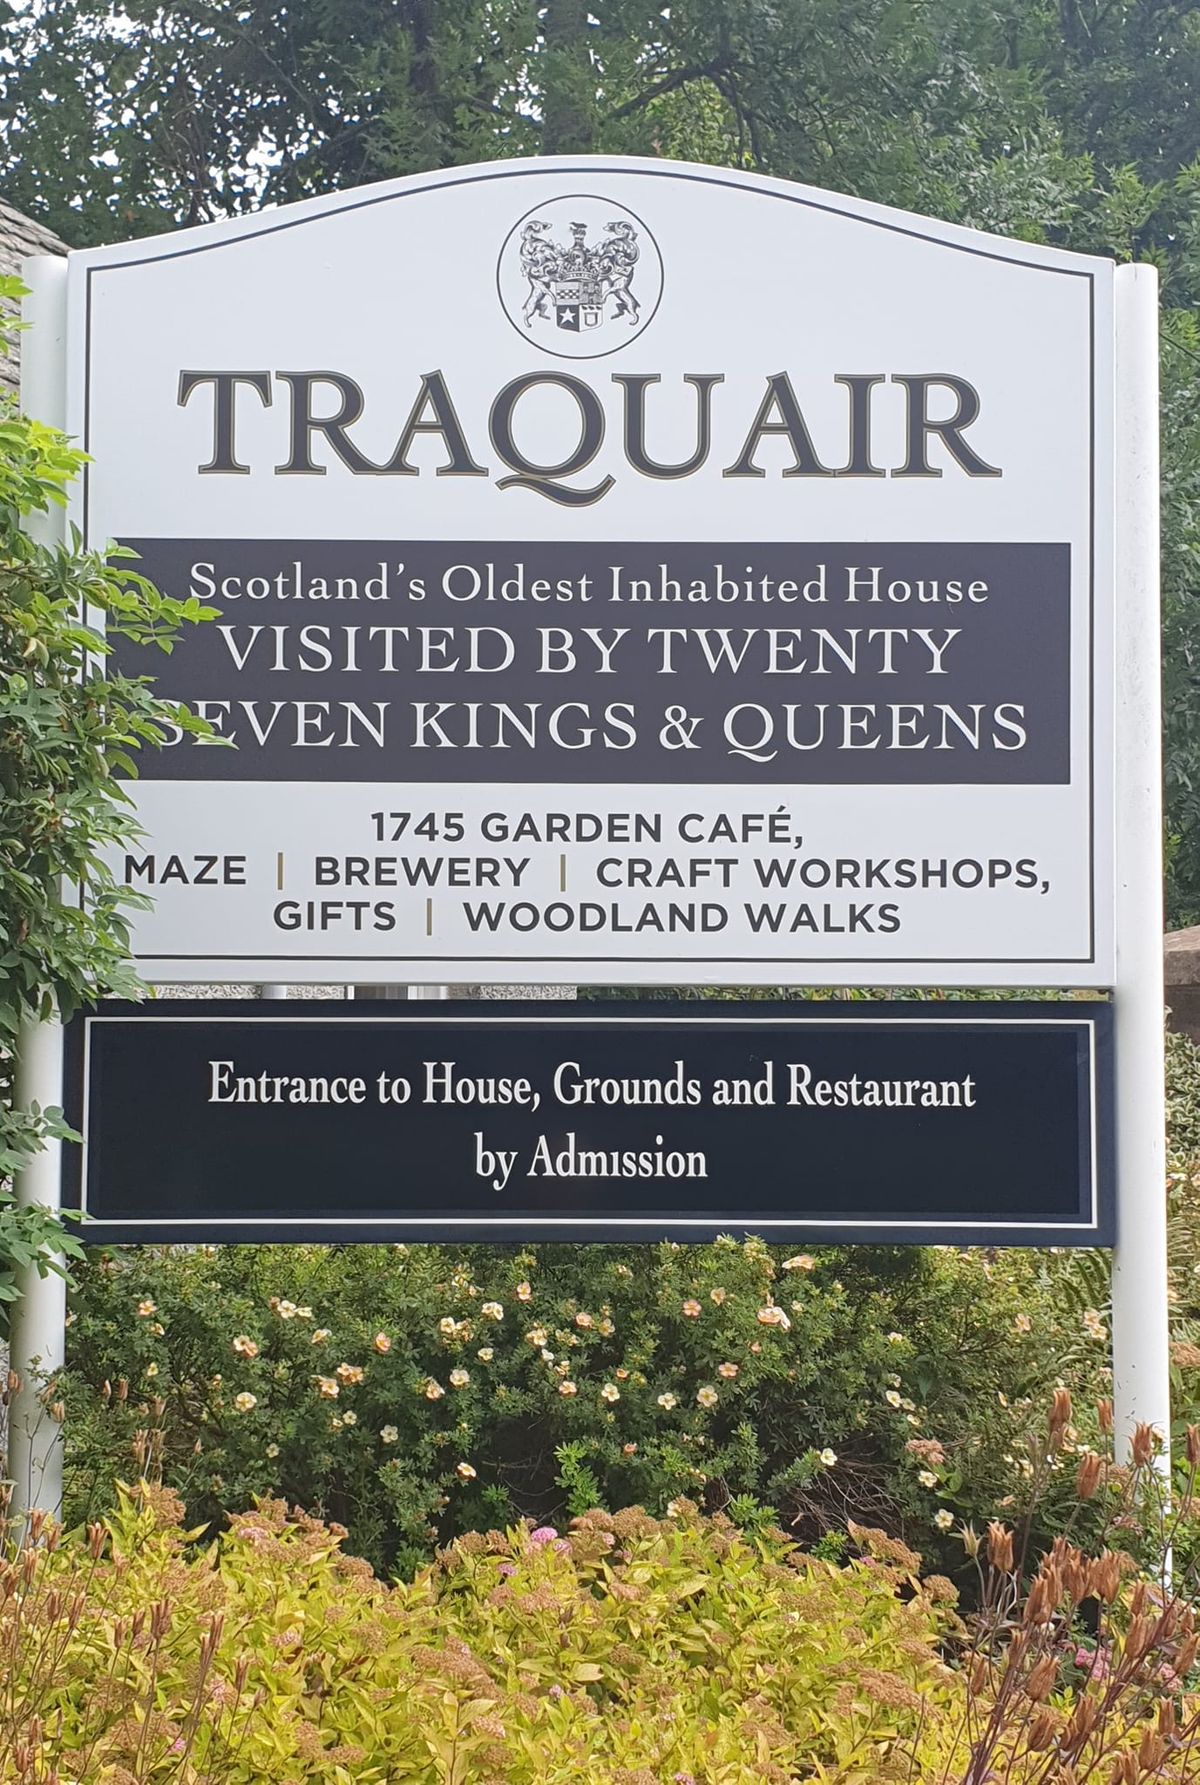 TRAQUAIR
Scotland's Oldest Inhabited House
VISITED BY TWENTY
SEVEN KINGS & QUEENS
1745 GARDEN CAFÉ,
MAZE | BREWERY | CRAFT WORKSHOPS,
GIFTS | WOODLAND WALKS
Entrance to House, Grounds and Restaurant
by Admission